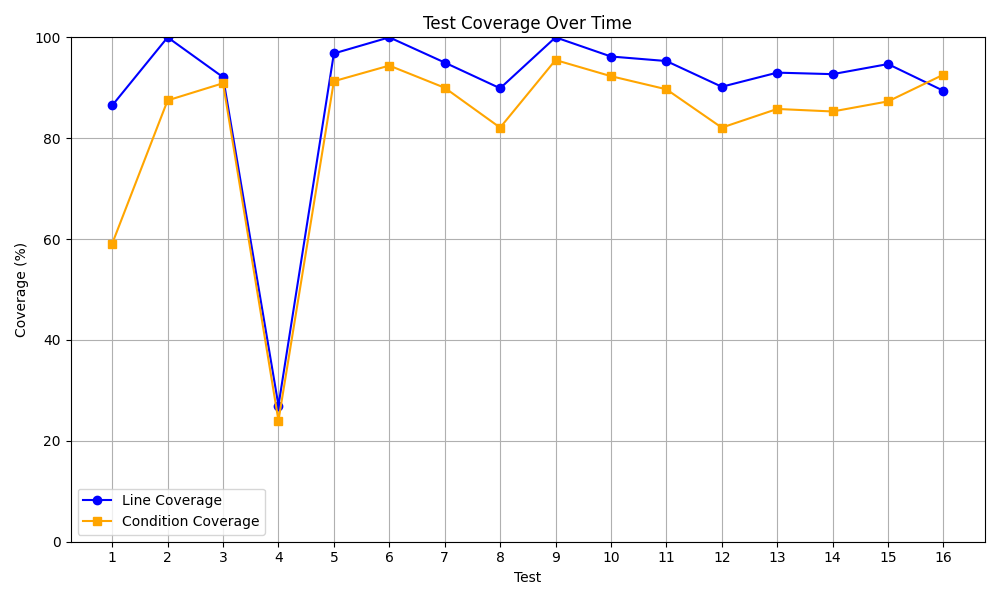 Test Coverage Over Time
100
80
60
40
20
0
Coverage (%)
Line Coverage
Condition Coverage
1 2 3 4 5 6 7 8 9 10 11 12 13 14 15 16
Test